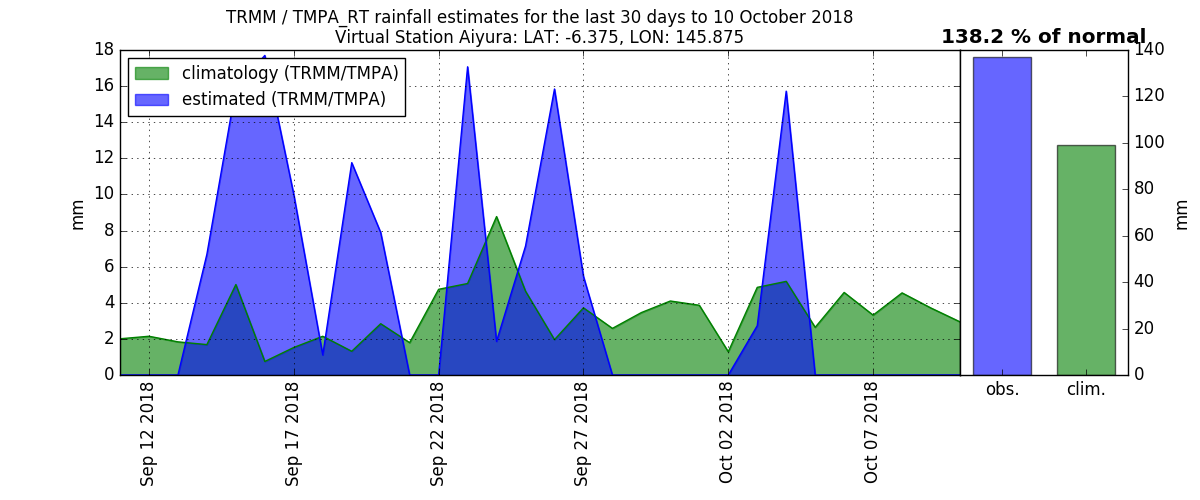 TRMM / TMPA_RT rainfall estimates for the last 30 days to 10 October 2018
Virtual Station Aiyura: LAT: -6.375, LON: 145.875
138.2 % of normal
climatology (TRMM/TMPA)
estimated (TRMM/TMPA)
18
16
14
12
10
8
6
4
2
0
mm
Sep 12 2018
Sep 17 2018
Sep 22 2018
Sep 27 2018
Oct 02 2018
Oct 07 2018
obs.
clim.
140
120
100
80
60
40
20
0
mm